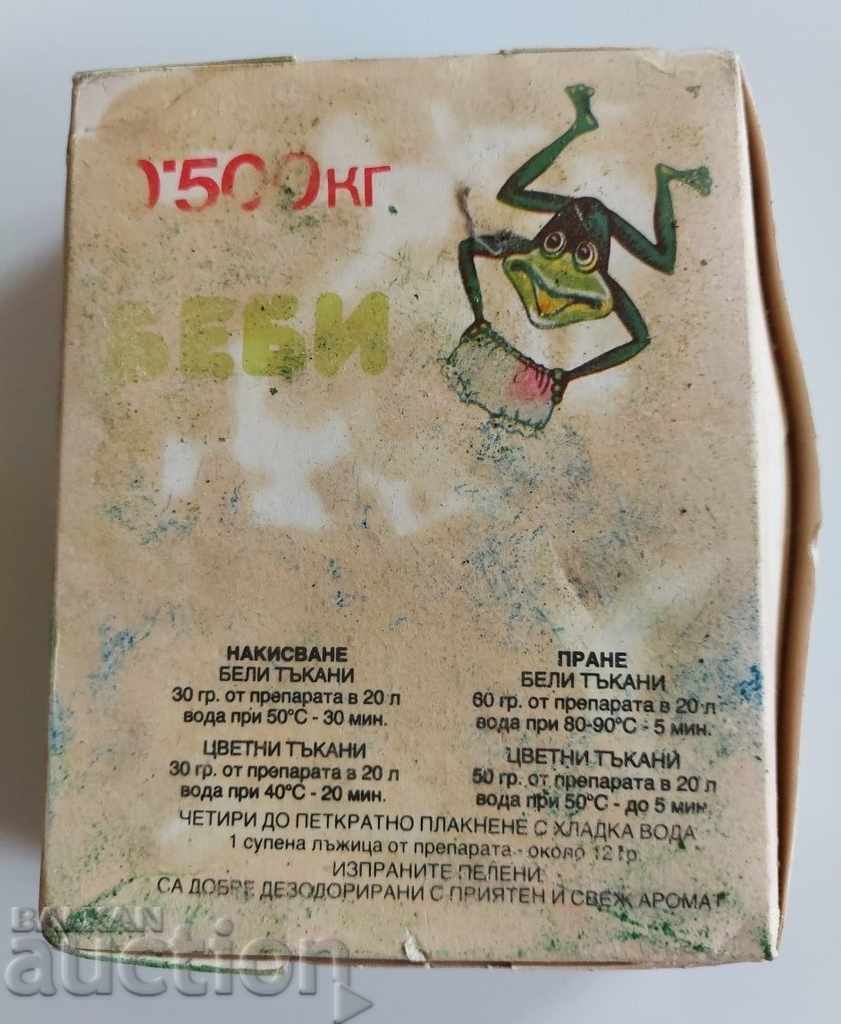 0'500кг
БЕБИ
НАКИСВАНЕ
БЕЛИ ТЪКАНИ
30 гр. от препарата в 20 л
вода при 50°С - 30 мин.
ЦВЕТНИ ТЪКАНИ
30 гр. от препарата в 20 л
вода при 40°С - 20 мин.
ПРАНЕ
БЕЛИ ТЪКАНИ
60 гр. от препарата в 20 л
вода при 80-90°С - 5 мин.
ЦВЕТНИ ТЪКАНИ
50 гр. от препарата в 20 л
вода при 50°С - до 5 мин.
ЧЕТИРИ ДО ПЕТКРАТНО ПЛАКНЕНЕ С ХЛАДКА ВОДА
1 супена лъжица от препарата - около 12 гр.
ИЗПРАНИТЕ ПЕЛЕНИ
СА ДОБРЕ ДЕЗОДОРИРАНИ С ПРИЯТЕН И СВЕЖ АРОМАТ
BALKAN
auction